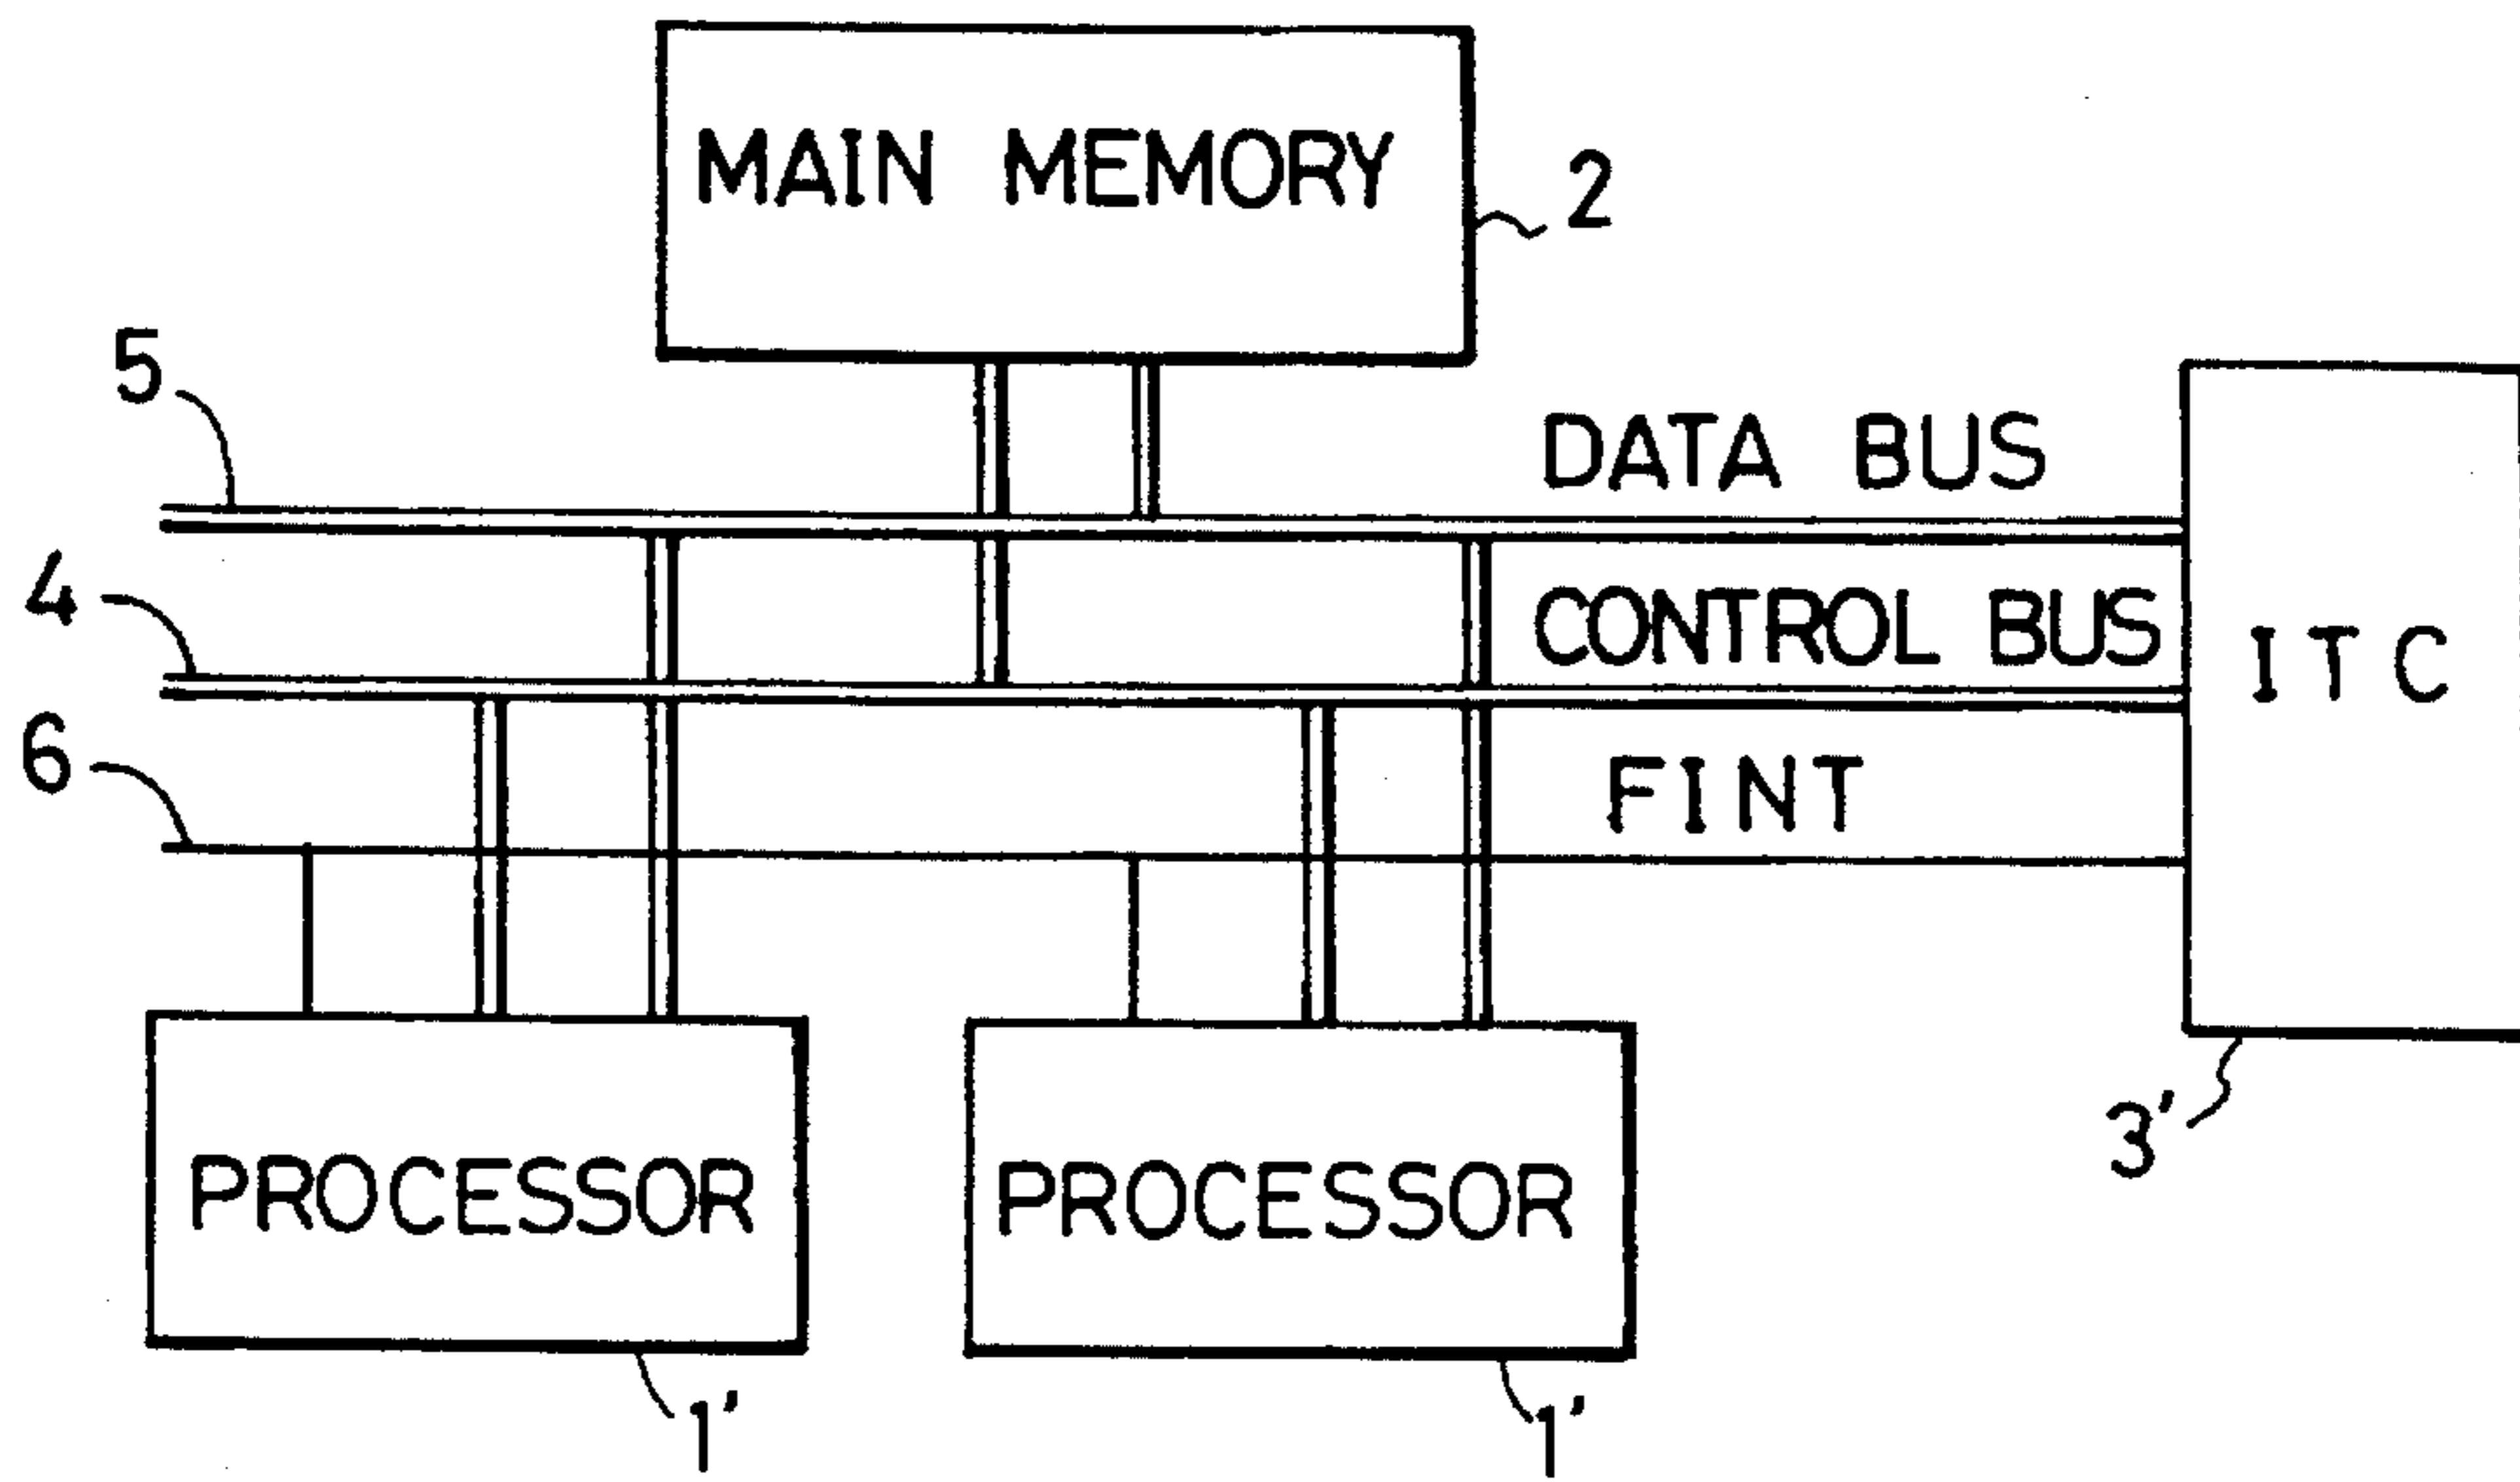 MAIN MEMORY
2
5
DATA BUS
4
CONTROL BUS
ITC
6
FINT
3'
PROCESSOR
PROCESSOR
1'
1'